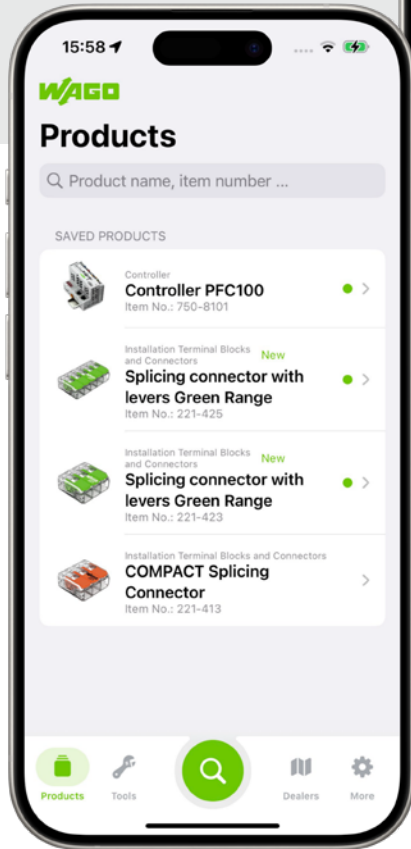 15:58
WAGO
Products
Product name, item number ...
SAVED PRODUCTS
Controller
Controller PFC100
Item No.: 750-8101
Installation Terminal Blocks
and Connectors
New
Splicing connector with
levers Green Range
Item No.: 221-425
Installation Terminal Blocks
and Connectors
New
Splicing connector with
levers Green Range
Item No.: 221-423
Installation Terminal Blocks and Connectors
COMPACT Splicing
Connector
Item No.: 221-413
Products
Tools
Dealers
More